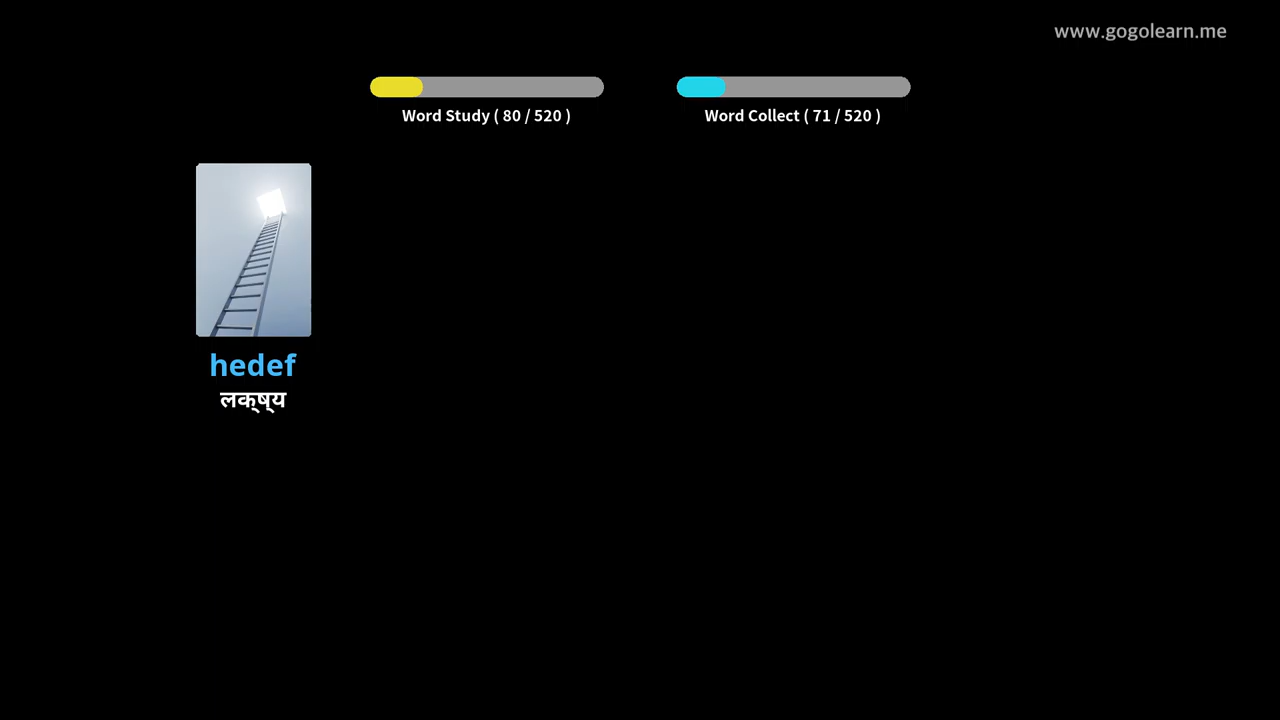 www.gogolearn.me
Word Study ( 80 / 520 )
Word Collect ( 71 / 520 )
hedef
लक्ष्य